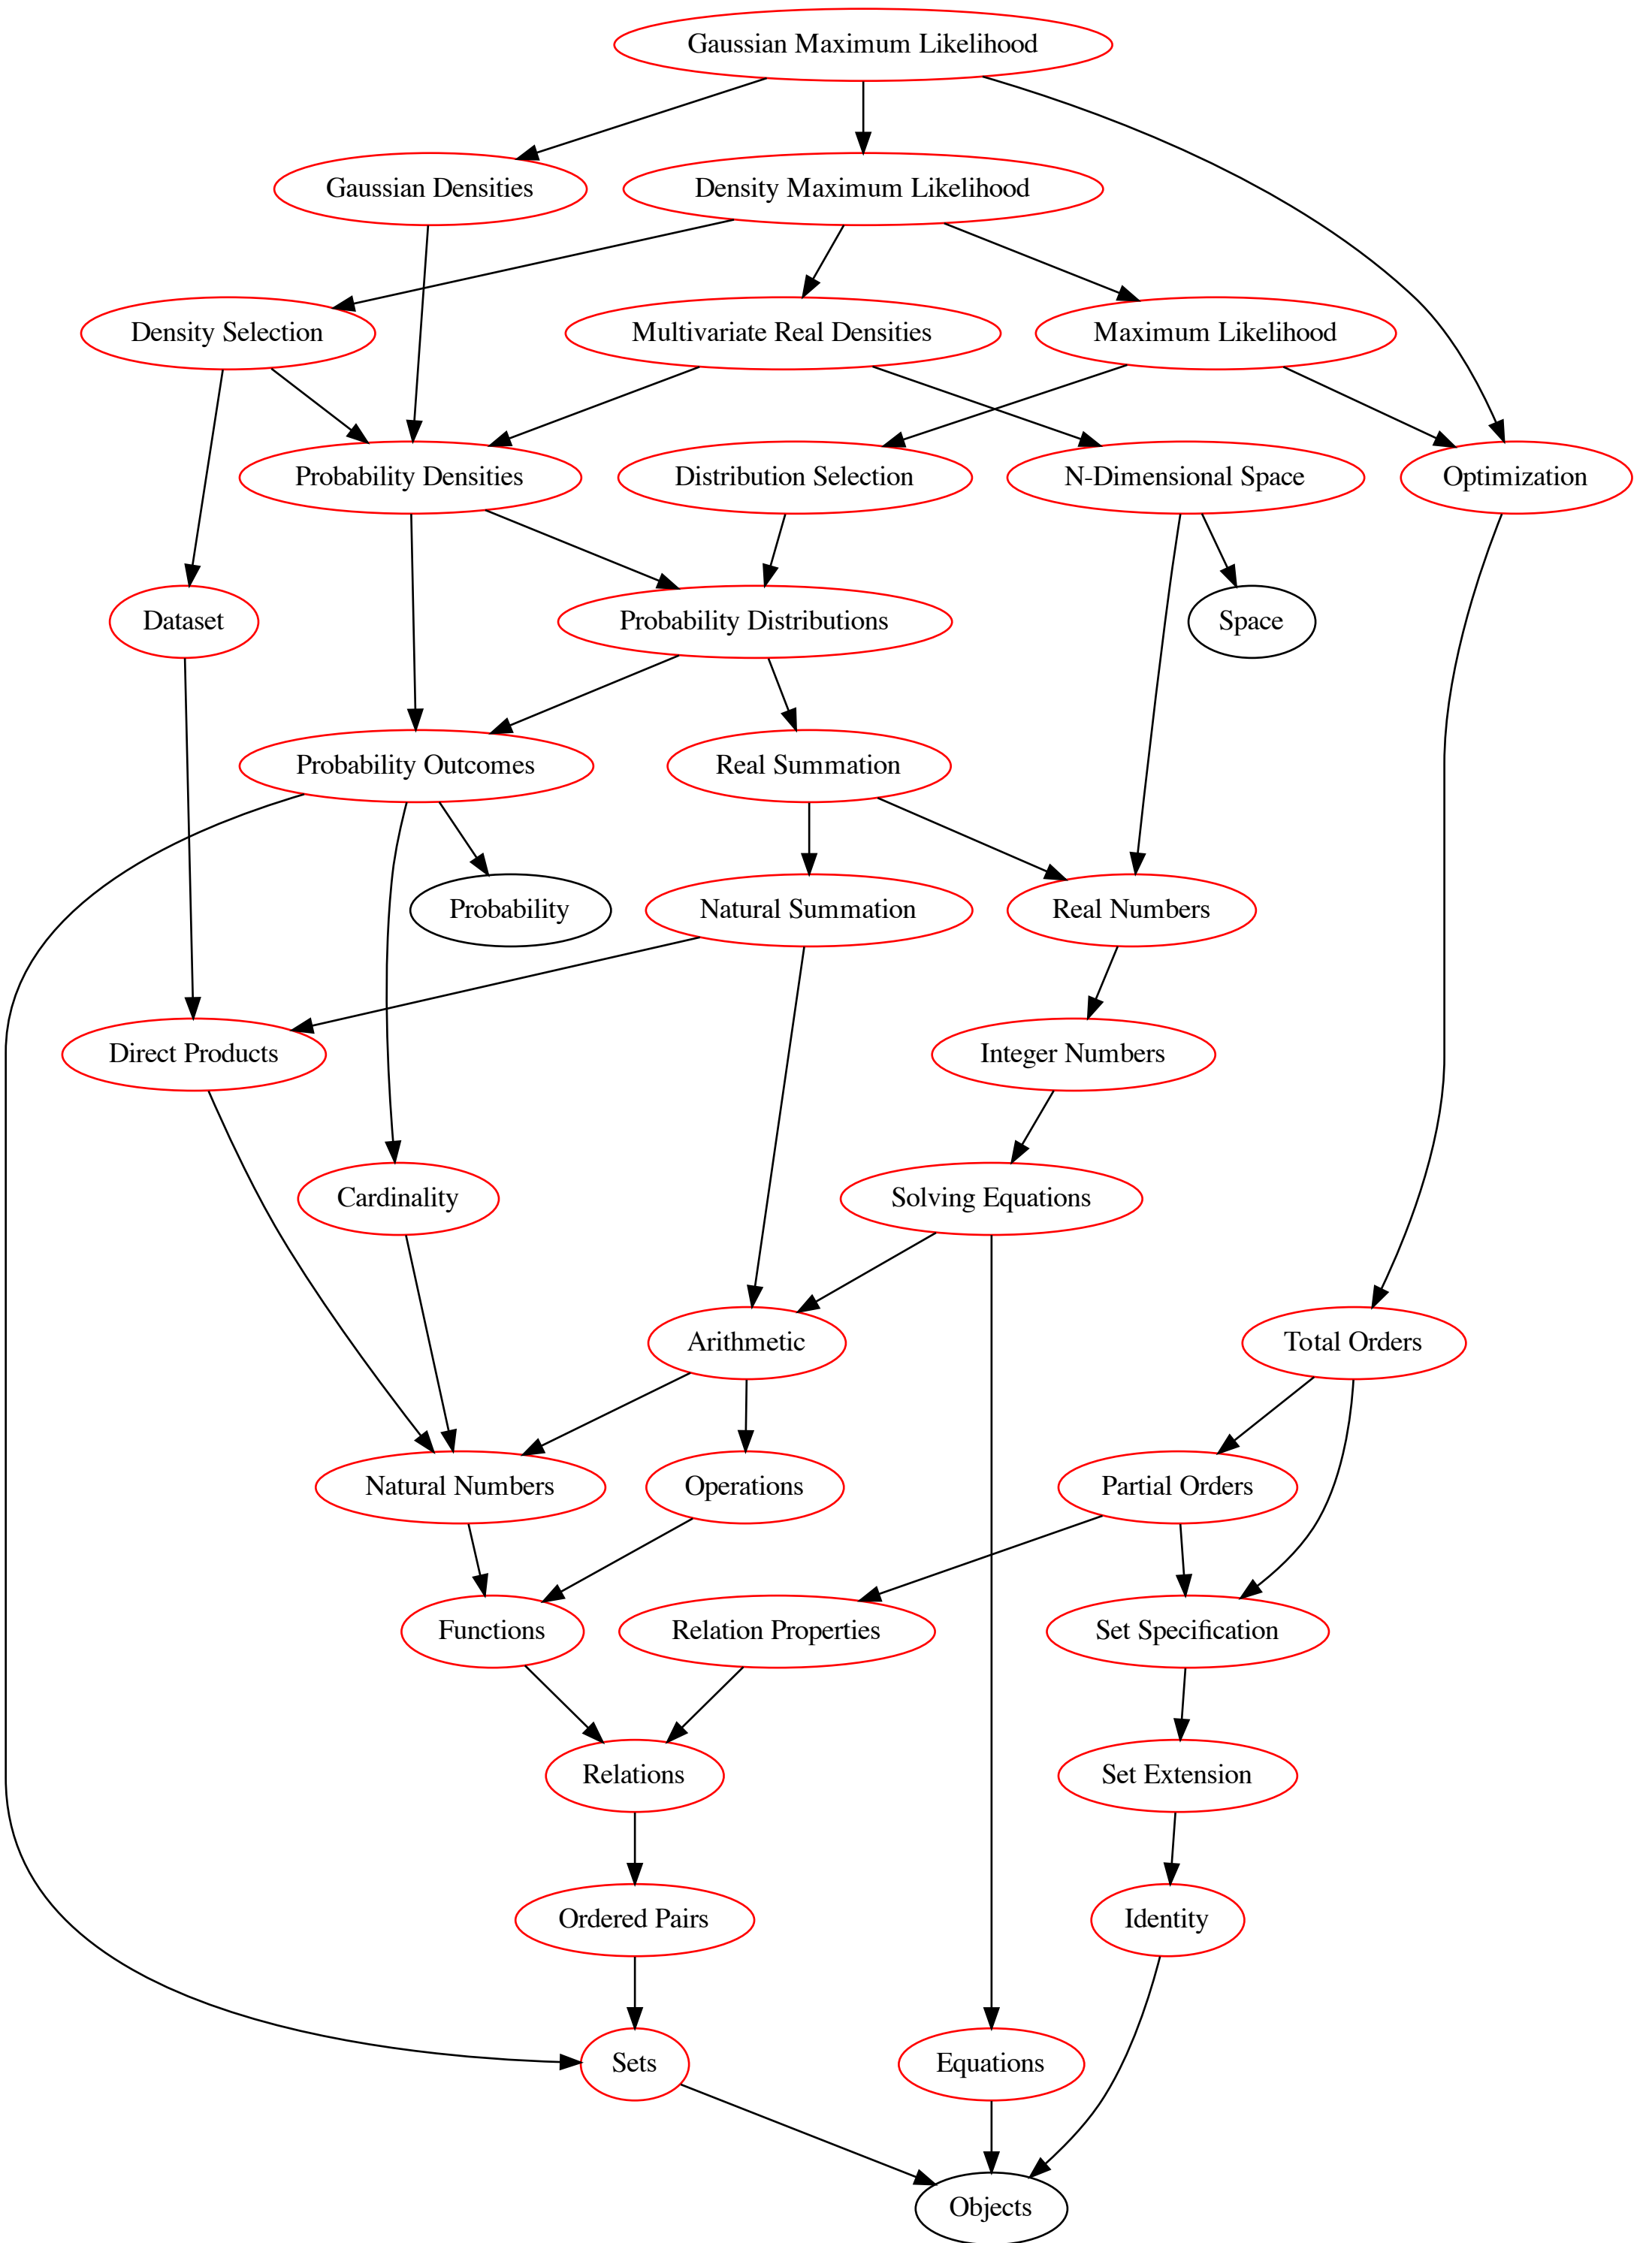 Gaussian Maximum Likelihood
Gaussian Densities
Density Maximum Likelihood
Density Selection
Multivariate Real Densities
Maximum Likelihood
Probability Densities
Distribution Selection
N-Dimensional Space
Optimization
Dataset
Probability Distributions
Space
Probability Outcomes
Real Summation
Probability
Natural Summation
Real Numbers
Direct Products
Integer Numbers
Cardinality
Solving Equations
Arithmetic
Total Orders
Natural Numbers
Operations
Partial Orders
Functions
Relation Properties
Set Specification
Relations
Set Extension
Ordered Pairs
Identity
Sets
Equations
Objects